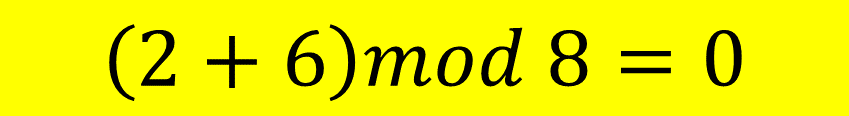 (2 + 6)mod 8 = 0